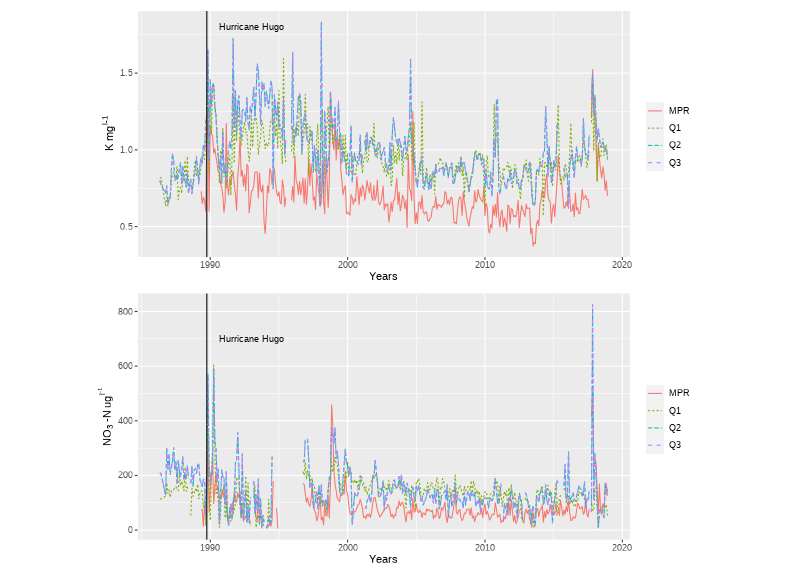 K mg l-1
1.5
1.0
0.5
Hurricane Hugo
1990
2000
2010
2020
Years
MPR
Q1
Q2
Q3
NO3 -N ug l-1
800
600
400
200
0
Hurricane Hugo
1990
2000
2010
2020
Years
MPR
Q1
Q2
Q3